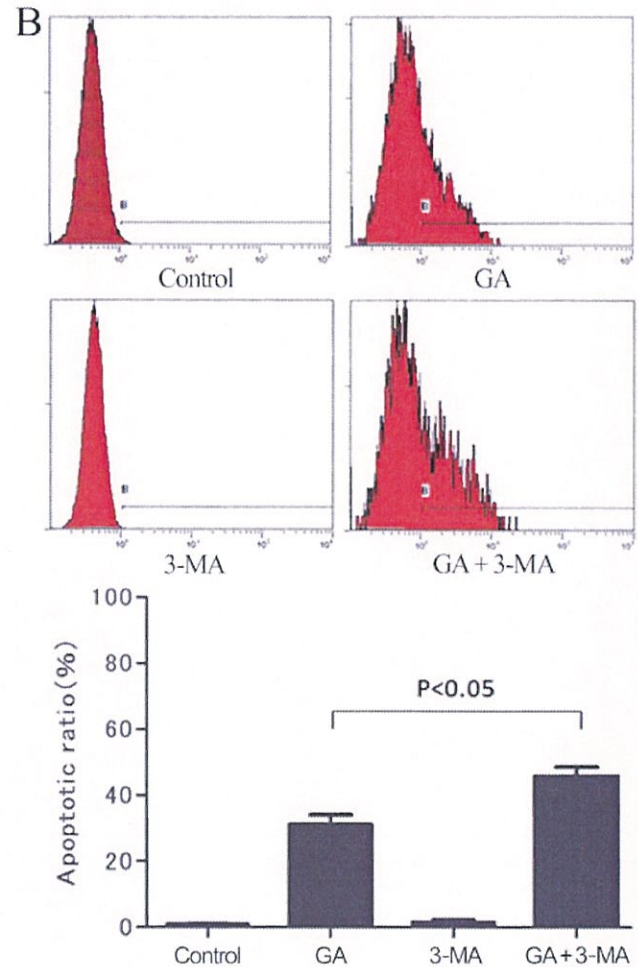 B
B
B
Control
GA
B
B
3-MA
GA + 3-MA
100
80
60
40
20
0
Apoptotic ratio(%)
P<0.05
Control
GA
3-MA
GA+3-MA